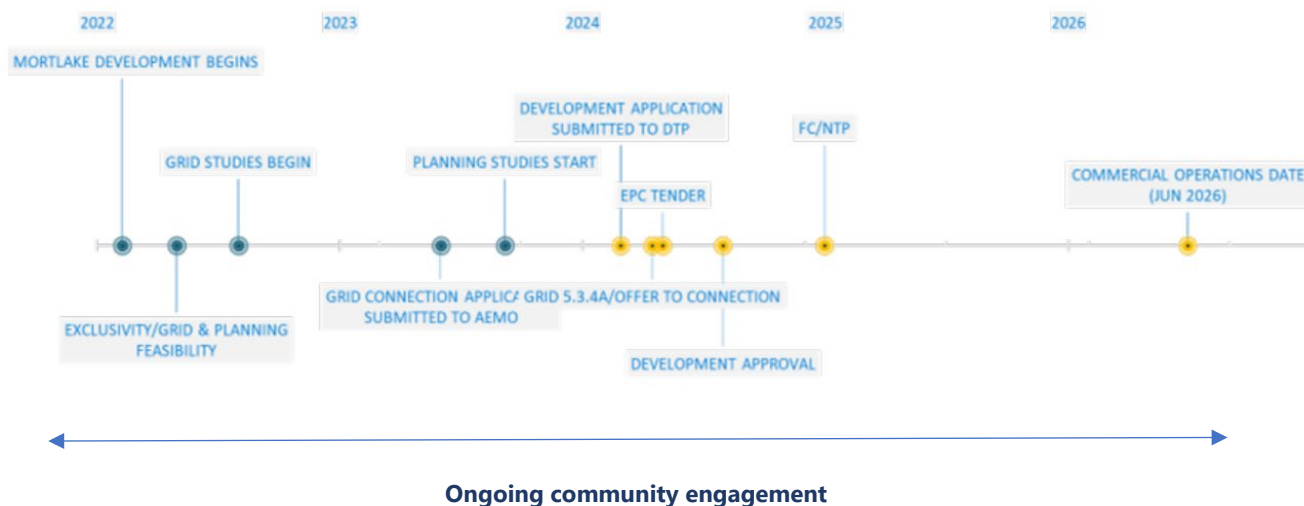 2022
2023
2024
2025
2026
MORTLAKE DEVELOPMENT BEGINS
DEVELOPMENT APPLICATION
SUBMITTED TO DTP
FC/NTP
GRID STUDIES BEGIN
PLANNING STUDIES START
EPC TENDER
COMMERCIAL OPERATIONS DATE
(JUN 2026)
EXCLUSIVITY/GRID & PLANNING
FEASIBILITY
GRID CONNECTION
SUBMITTED TO AEMO
GRID 5.3.4A/OFFER TO CONNECTION
DEVELOPMENT APPROVAL
Ongoing community engagement